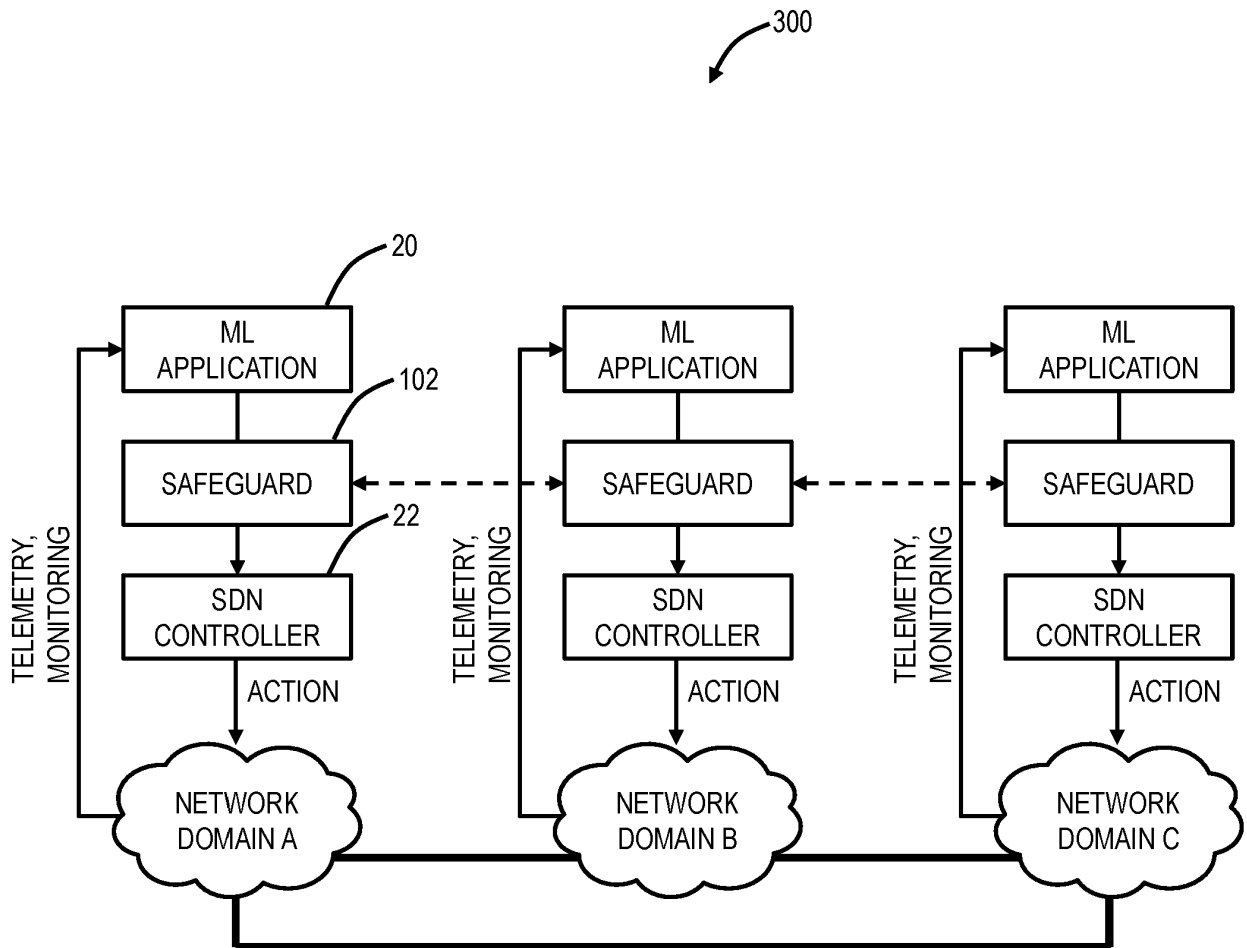 300
20
ML
APPLICATION
102
SAFEGUARD
22
SDN
CONTROLLER
ACTION
TELEMETRY,
MONITORING
NETWORK
DOMAIN A
ML
APPLICATION
SAFEGUARD
SDN
CONTROLLER
ACTION
TELEMETRY,
MONITORING
NETWORK
DOMAIN B
ML
APPLICATION
SAFEGUARD
SDN
CONTROLLER
ACTION
TELEMETRY,
MONITORING
NETWORK
DOMAIN C